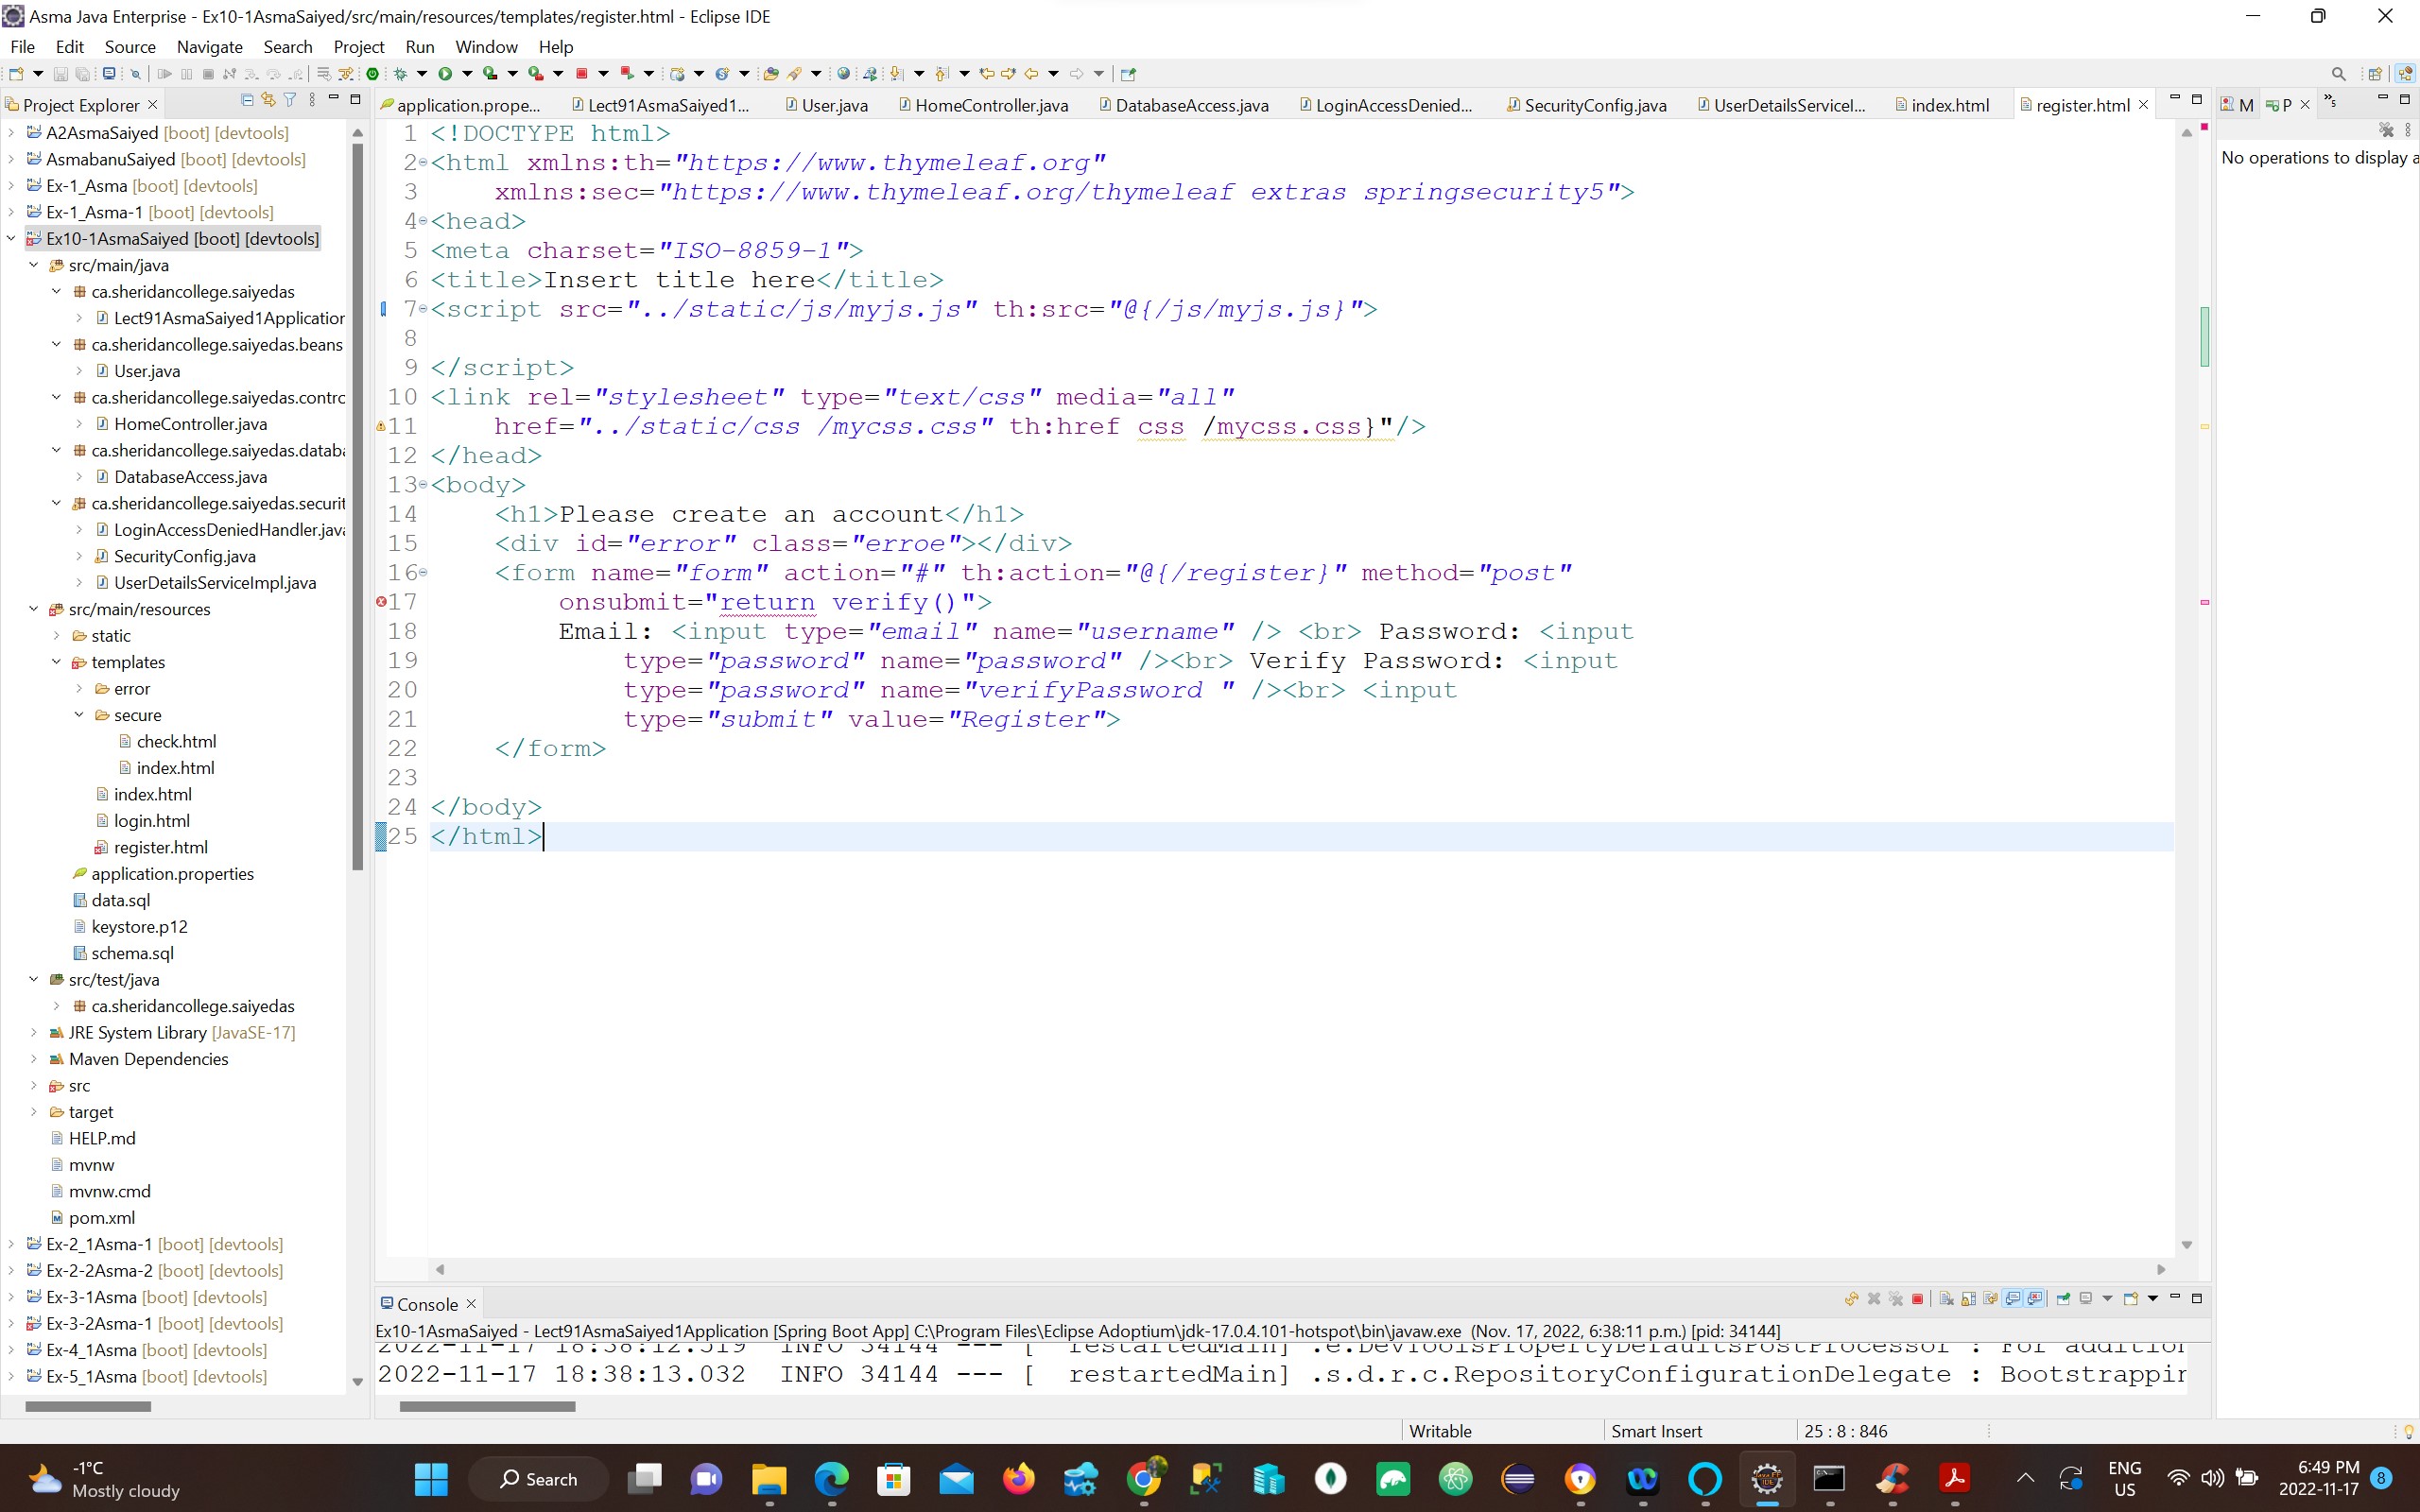 Asma Java Enterprise - Ex10-1AsmaSaiyed/src/main/resources/templates/register.html - Eclipse IDE
File Edit Source Navigate Search Project Run Window Help
Project Explorer
application.prope... Lect91AsmaSaiyed1... User.java HomeController.java DatabaseAccess.java LoginAccessDenied... SecurityConfig.java UserDetailsServiceI... index.html register.html
M P »5
No operations to display a
A2AsmaSaiyed [boot] [devtools]
AsmabanuSaiyed [boot] [devtools]
Ex-1_Asma [boot] [devtools]
Ex-1_Asma-1 [boot] [devtools]
Ex10-1AsmaSaiyed [boot] [devtools]
src/main/java
ca.sheridancollege.saiyedas
Lect91AsmaSaiyed1Application
ca.sheridancollege.saiyedas.beans
User.java
ca.sheridancollege.saiyedas.contro
HomeController.java
ca.sheridancollege.saiyedas.databa
DatabaseAccess.java
ca.sheridancollege.saiyedas.securit
LoginAccessDeniedHandler.java
SecurityConfig.java
UserDetailsServiceImpl.java
src/main/resources
static
templates
error
secure
check.html
index.html
index.html
login.html
register.html
application.properties
data.sql
keystore.p12
schema.sql
src/test/java
ca.sheridancollege.saiyedas
JRE System Library [JavaSE-17]
Maven Dependencies
src
target
HELP.md
mvnw
mvnw.cmd
pom.xml
Ex-2_1Asma-1 [boot] [devtools]
Ex-2-2Asma-2 [boot] [devtools]
Ex-3-1Asma [boot] [devtools]
Ex-3-2Asma-1 [boot] [devtools]
Ex-4_1Asma [boot] [devtools]
Ex-5_1Asma [boot] [devtools]
1 <!DOCTYPE html>
2 <html xmlns:th="https://www.thymeleaf.org"
3 xmlns:sec="https://www.thymeleaf.org/thymeleaf extras springsecurity5">
4 <head>
5 <meta charset="ISO-8859-1">
6 <title>Insert title here</title>
7 <script src="../static/js/myjs.js" th:src="@{/js/myjs.js}">
8
9 </script>
10 <link rel="stylesheet" type="text/css" media="all"
11 href="../static/css /mycss.css" th:href css /mycss.css}"/>
12 </head>
13 <body>
14 <h1>Please create an account</h1>
15 <div id="error" class="erroe"></div>
16 <form name="form" action="#" th:action="@{/register}" method="post"
17 onsubmit="return verify()">
18 Email: <input type="email" name="username" /> <br> Password: <input
19 type="password" name="password" /><br> Verify Password: <input
20 type="password" name="verifyPassword " /><br> <input
21 type="submit" value="Register">
22 </form>
23
24 </body>
25 </html>
Console
Ex10-1AsmaSaiyed - Lect91AsmaSaiyed1Application [Spring Boot App] C:\Program Files\Eclipse Adoptium\jdk-17.0.4.101-hotspot\bin\javaw.exe (Nov. 17, 2022, 6:38:11 p.m.) [pid: 34144]
2022-11-17 18:38:12.519 INFO 34144 --- [ restartedMain] .e.DevToolsPropertyDefaultsPostProcessor : For addition
2022-11-17 18:38:13.032 INFO 34144 --- [ restartedMain] .s.d.r.c.RepositoryConfigurationDelegate : Bootstrappin
Writable Smart Insert 25 : 8 : 846
-1°C
Mostly cloudy
Search
ENG
US
6:49 PM
2022-11-17
8